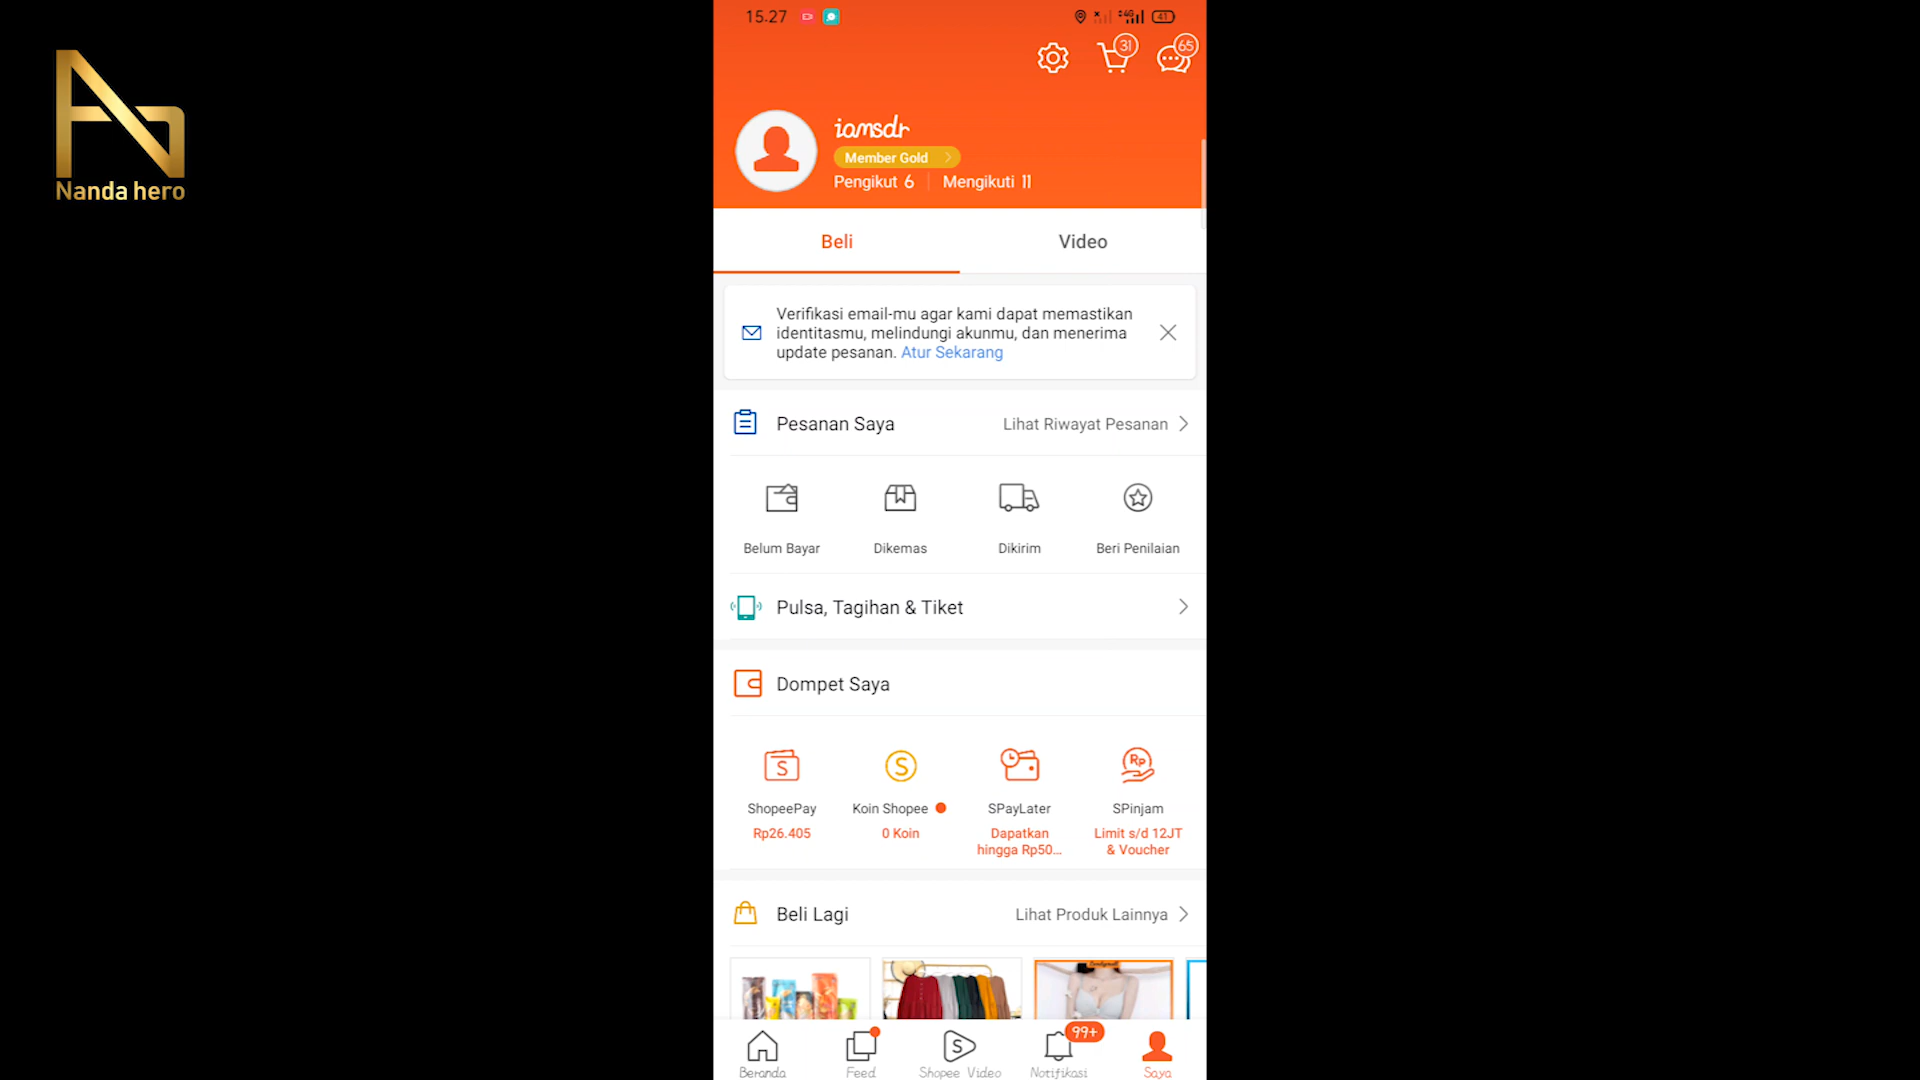 15.27
4G
41
31
65
Nanda hero
iamsdr
Member Gold
Pengikut 6
Mengikuti 11
Beli
Video
Verifikasi email-mu agar kami dapat memastikan
identitasmu, melindungi akunmu, dan menerima
update pesanan. Atur Sekarang
Pesanan Saya
Lihat Riwayat Pesanan
Belum Bayar
Dikemas
Dikirim
Beri Penilaian
Pulsa, Tagihan & Tiket
Dompet Saya
S
S
Rp
ShopeePay
Koin Shopee
SPayLater
SPinjam
Rp26.405
0 Koin
Dapatkan
hingga Rp50...
Limit s/d 12JT
& Voucher
Beli Lagi
Lihat Produk Lainnya
99+
S
Beranda
Feed
Shopee Video
Notifikasi
Saya